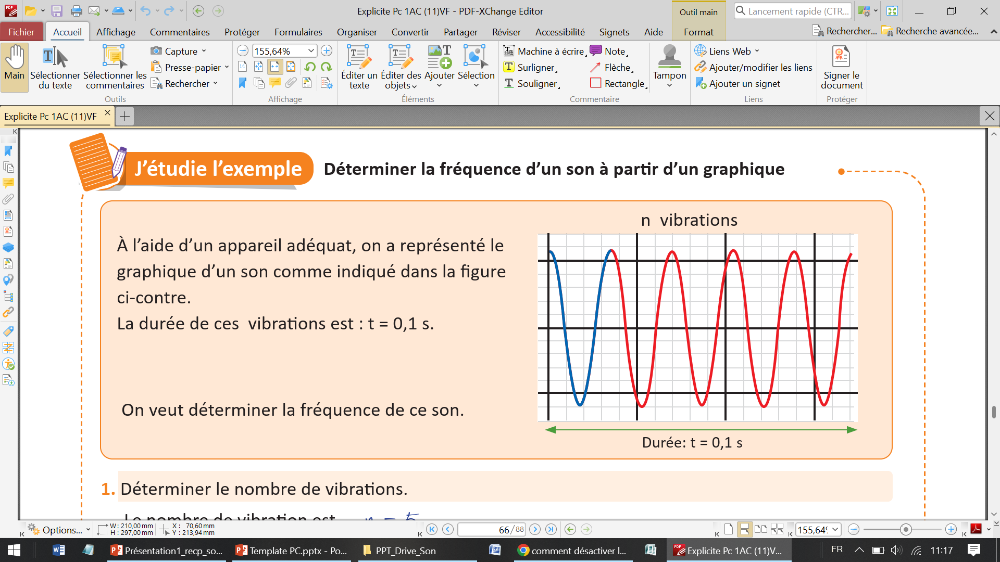 Explicite Pc 1AC (11)VF - PDF-XChange Editor
Outil main
Lancement rapide (CTR...
Fichier
Accueil
Affichage
Commentaires
Protéger
Formulaires
Organiser
Convertir
Partager
Réviser
Accessibilité
Signets
Aide
Format
Rechercher...
Recherche avancée...
Main
Sélectionner du texte
Sélectionner les commentaires
Capture
Presse-papier
Rechercher
Outils
155,64%
Affichage
Éditer un texte
Éditer des objets
Ajouter
Sélection
Éléments
Machine à écrire
Surligner
Souligner
Note
Flèche
Rectangle
Tampon
Commentaire
Liens Web
Ajouter/modifier les liens
Ajouter un signet
Liens
Signer le document
Protéger
Explicite Pc 1AC (11)VF
J’étudie l’exemple
Déterminer la fréquence d’un son à partir d’un graphique
n vibrations
À l’aide d’un appareil adéquat, on a représenté le
graphique d’un son comme indiqué dans la figure
ci-contre.
La durée de ces vibrations est : t = 0,1 s.
On veut déterminer la fréquence de ce son.
Durée: t = 0,1 s
1. Déterminer le nombre de vibrations.
Le nombre de vibration est n = 5
Options...
W: 210,00 mm
H: 297,00 mm
X: 70,60 mm
Y: 213,94 mm
66 / 88
155,64%
Présentation1_recp_so...
Template PC.pptx - Po...
PPT_Drive_Son
comment désactiver l...
Explicite Pc 1AC (11)V...
FR
11:17